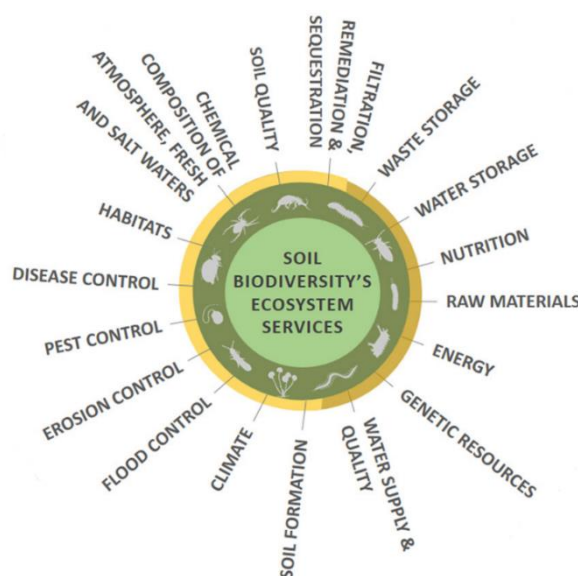 SOIL
BIODIVERSITY'S
ECOSYSTEM
SERVICES
SOIL QUALITY
FILTRATION,
REMEDIATION &
SEQUESTRATION
WASTE STORAGE
WATER STORAGE
NUTRITION
RAW MATERIALS
ENERGY
GENETIC RESOURCES
WATER SUPPLY &
QUALITY
SOIL FORMATION
CLIMATE
FLOOD CONTROL
EROSION CONTROL
PEST CONTROL
DISEASE CONTROL
HABITATS
CHEMICAL
COMPOSITION OF
ATMOSPHERE, FRESH
AND SALT WATERS